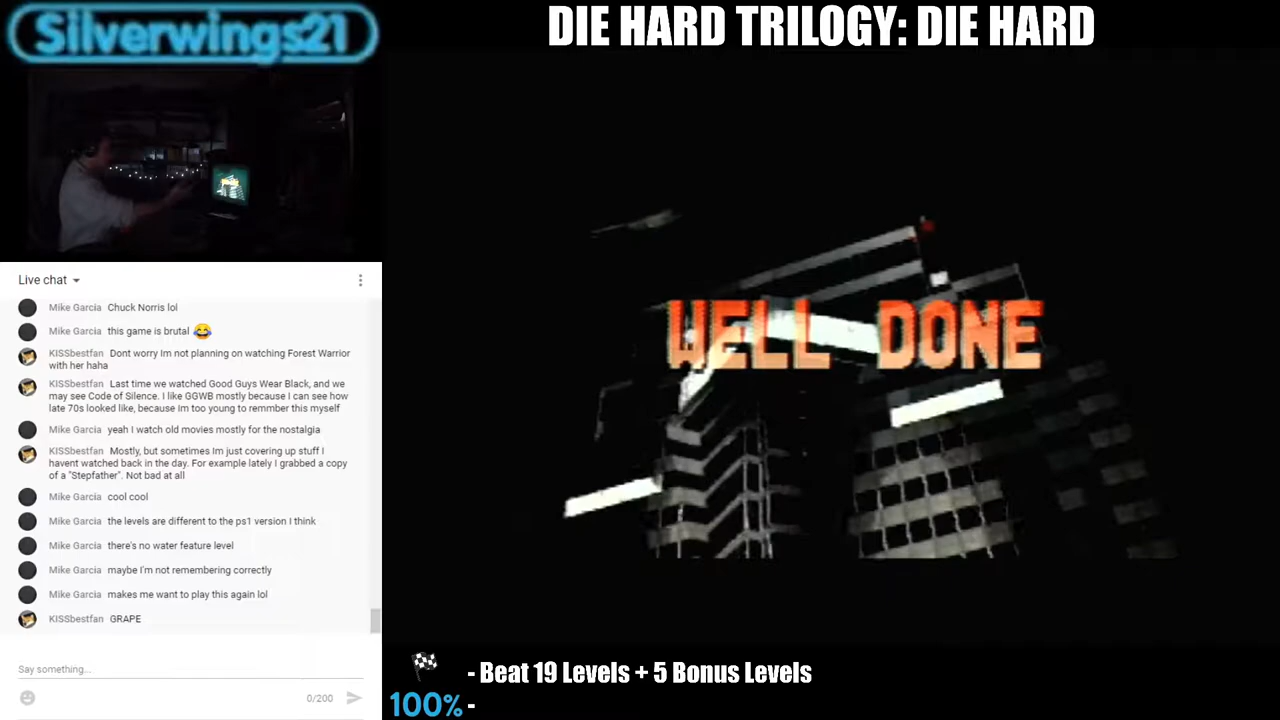 Silverwings21
DIE HARD TRILOGY: DIE HARD
WELL DONE
Live chat
Mike Garcia Chuck Norris lol
Mike Garcia this game is brutal 😂
KISSbestfan Dont worry Im not planning on watching Forest Warrior
with her haha
KISSbestfan Last time we watched Good Guys Wear Black, and we
may see Code of Silence. I like GGWB mostly because I can see how
late 70s looked like, because Im too young to remmber this myself
Mike Garcia yeah I watch old movies mostly for the nostalgia
KISSbestfan Mostly, but sometimes Im just covering up stuff I
havent watched back in the day. For example lately I grabbed a copy
of a "Stepfather". Not bad at all
Mike Garcia cool cool
Mike Garcia the levels are different to the ps1 version I think
Mike Garcia there's no water feature level
Mike Garcia maybe I'm not remembering correctly
Mike Garcia makes me want to play this again lol
KISSbestfan GRAPE
Say something...
0/200
- Beat 19 Levels + 5 Bonus Levels
100% -